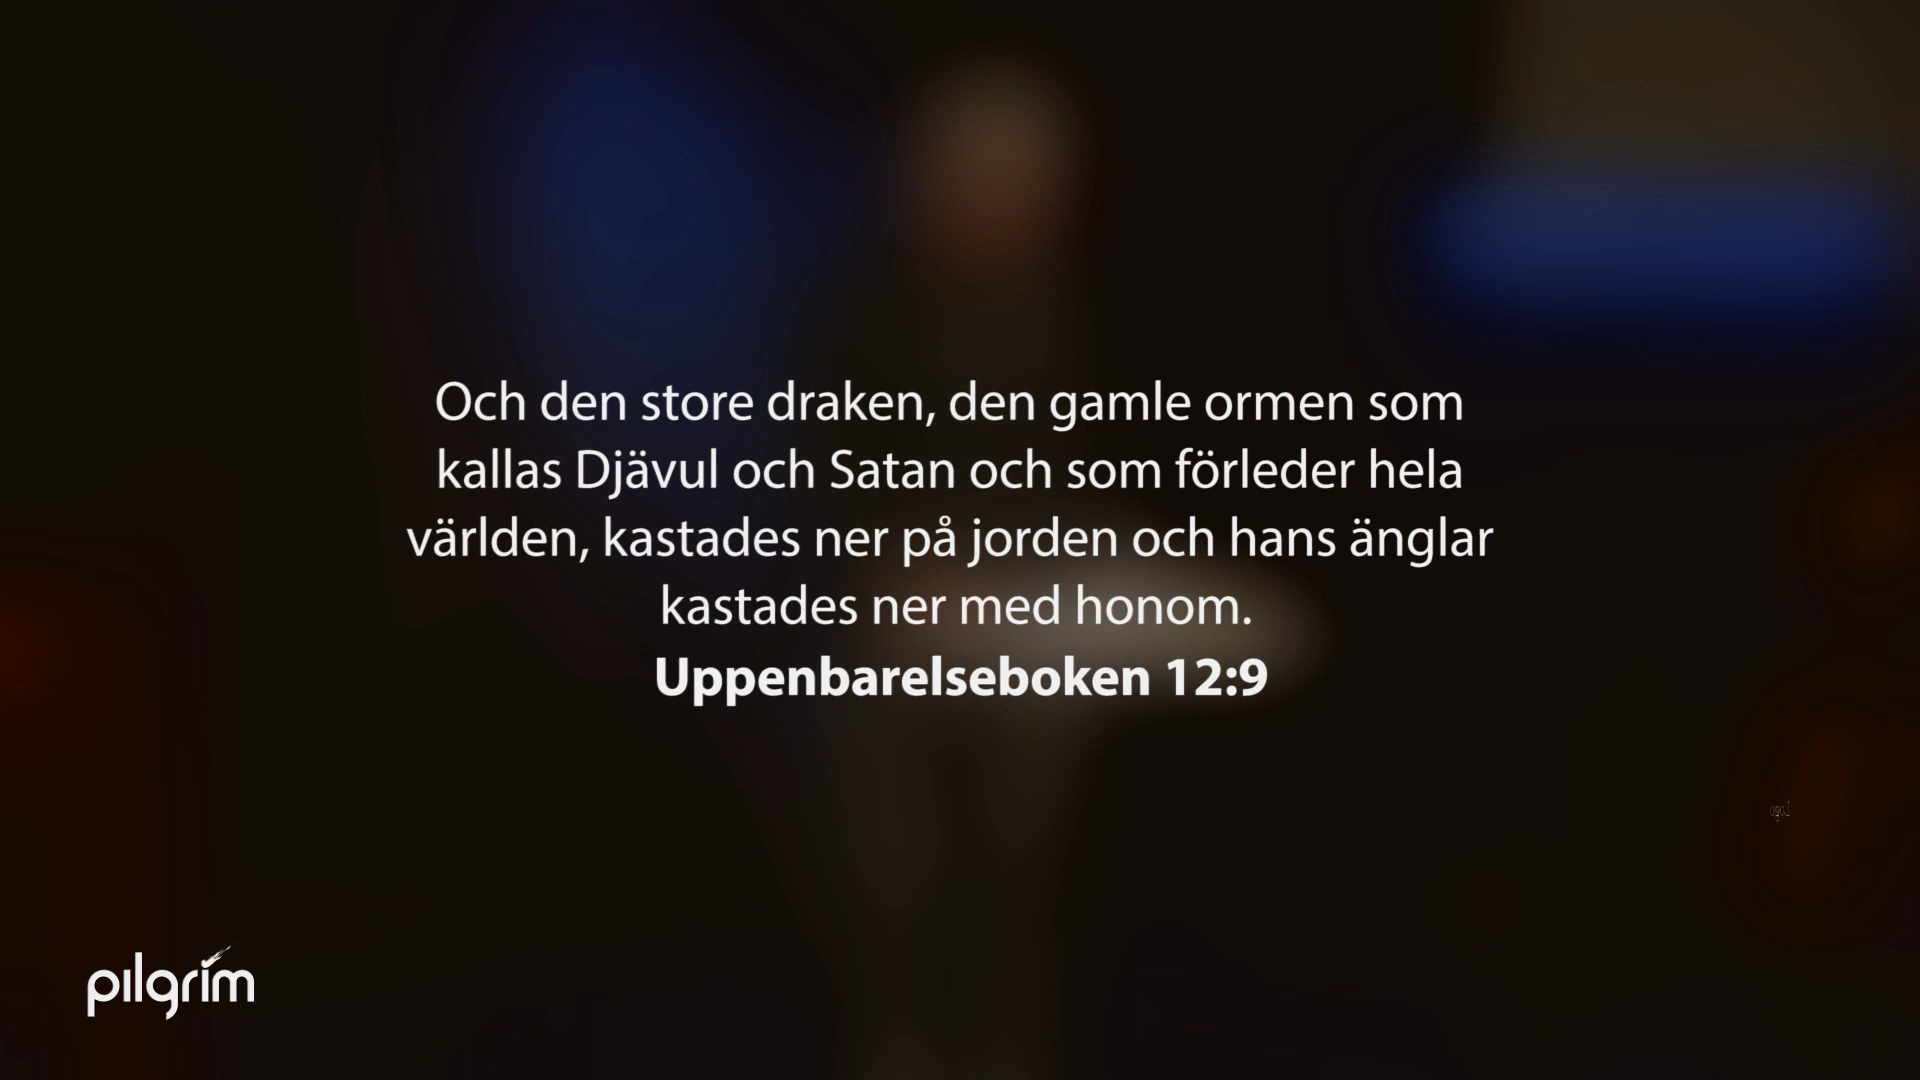 Och den store draken, den gamle ormen som
kallas Djävul och Satan och som förleder hela
världen, kastades ner på jorden och hans änglar
kastades ner med honom.
Uppenbarelseboken 12:9
pilgrim